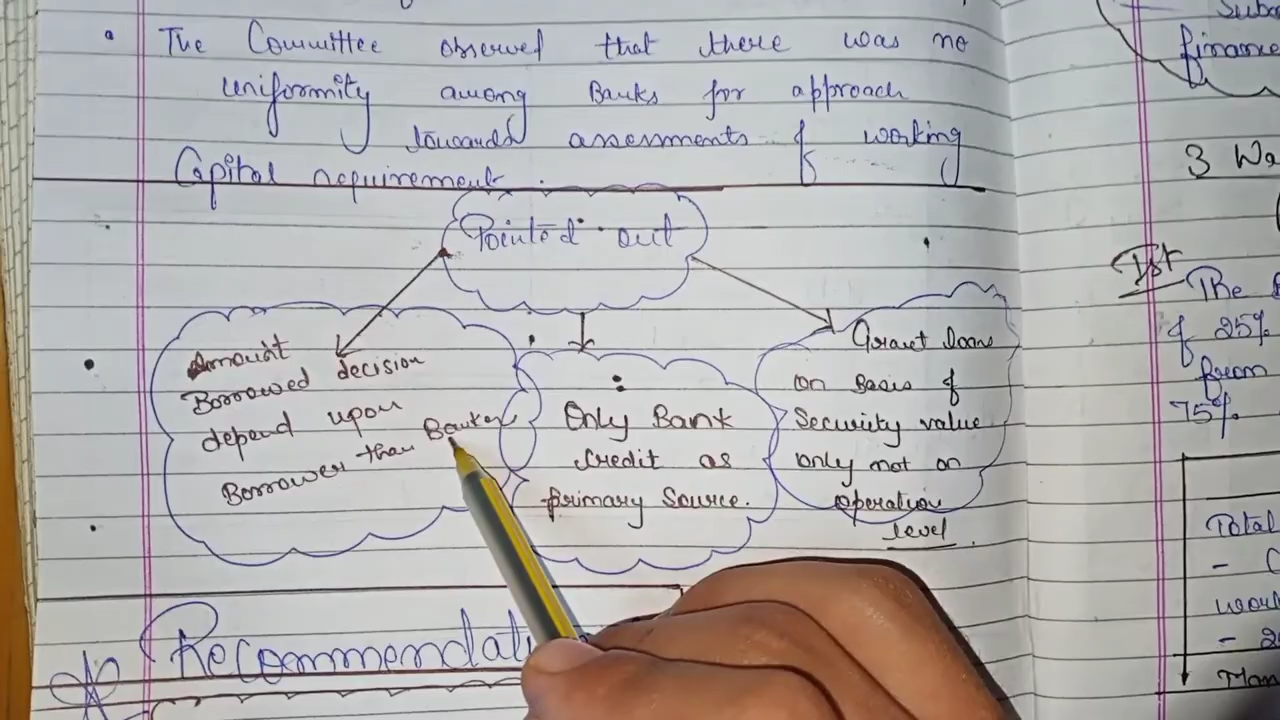 The Committee observed that there was no
uniformity among Banks for approach
towards assessments of working
Capital requirement.
Pointed out
Amount
Borrowed decision
depend upon
Borrower than Banker
Only Bank
Credit as
primary Source.
Grant loans
on Basis of
Security value
only not on
operation
level.
Recommendati
finance
3 Wa
Ist
The
of 25%
from
75%
Total
- C
work
- 2